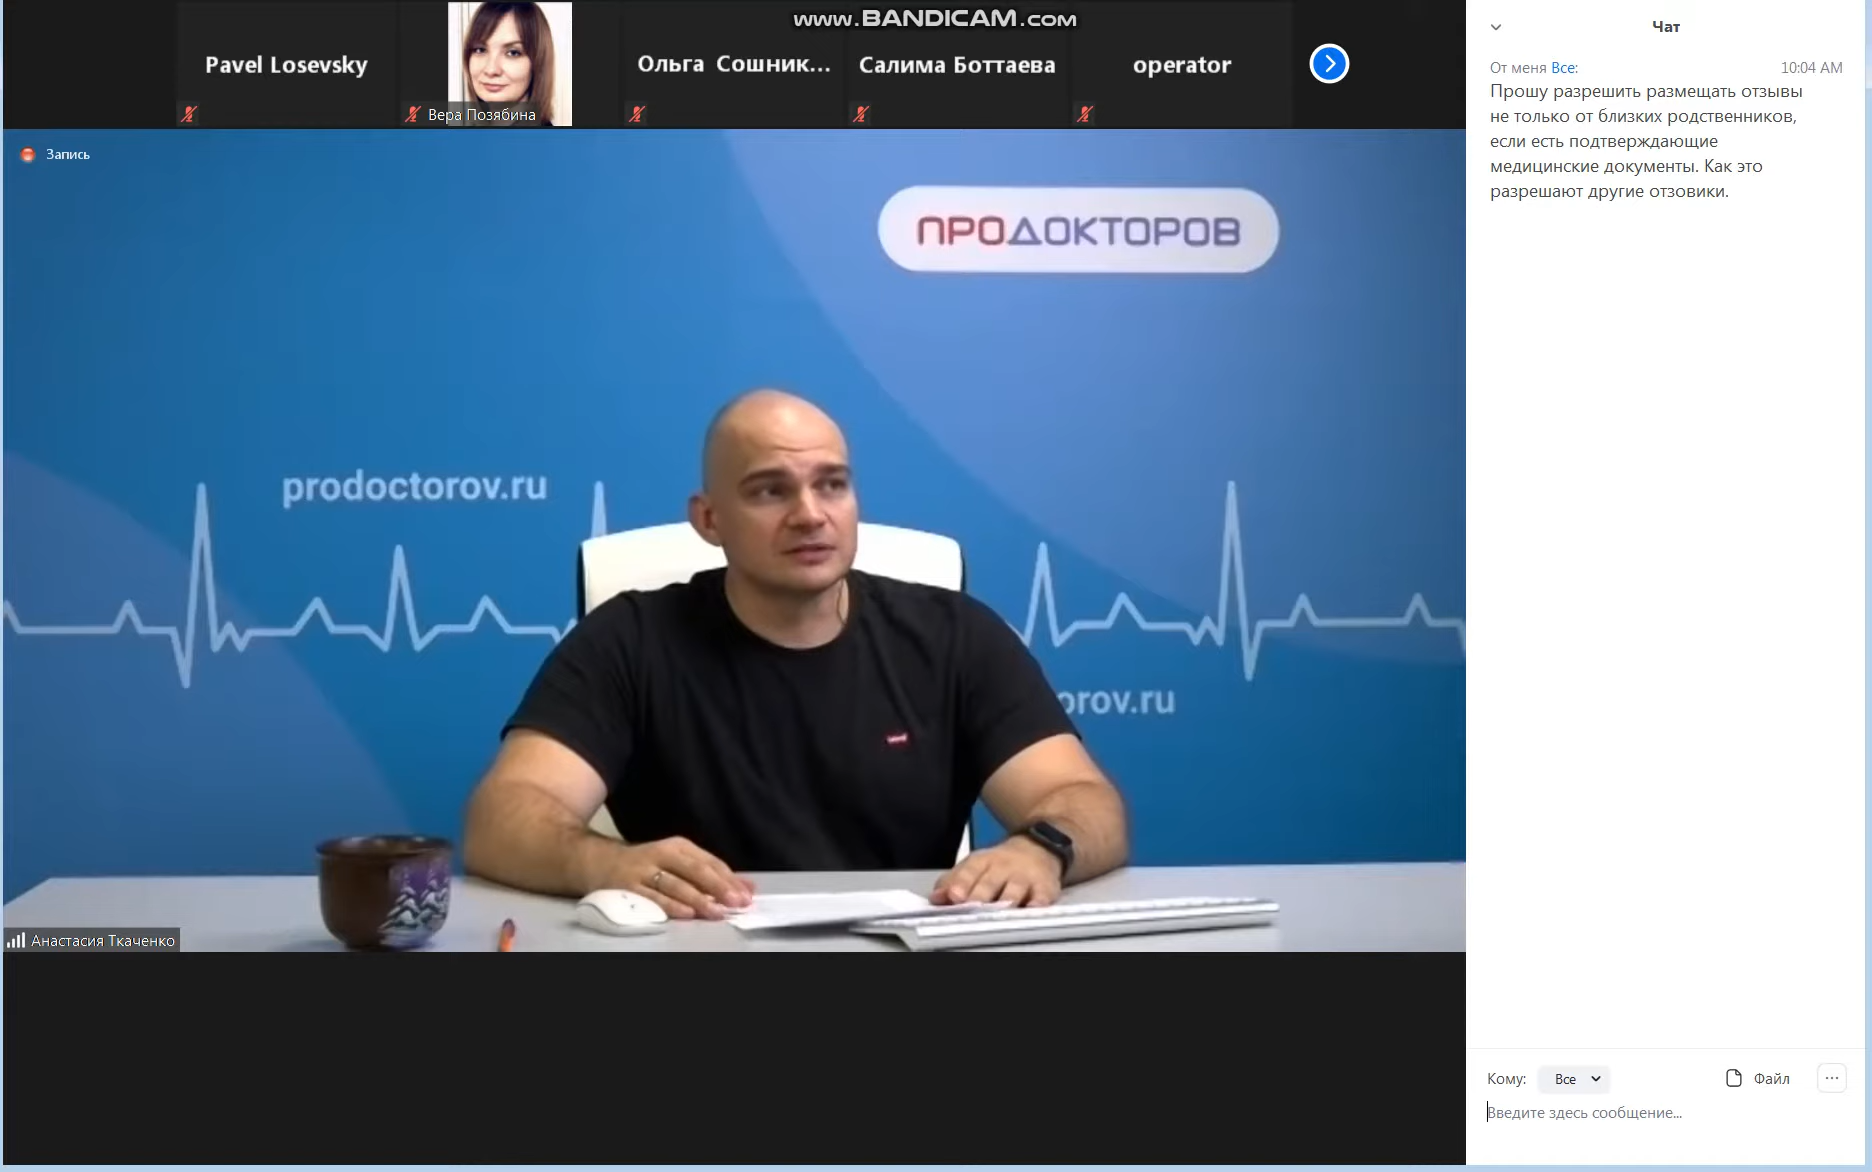 www.BANDICAM.com
Pavel Losevsky
Вера Позябина
Ольга Сошник...
Салима Боттаева
operator
Запись
ПРОДОКТОРОВ
prodoctorov.ru
orov.ru
Анастасия Ткаченко
Чат
От меня Все:
10:04 AM
Прошу разрешить размещать отзывы
не только от близких родственников,
если есть подтверждающие
медицинские документы. Как это
разрешают другие отзовики.
Кому:
Все
Файл
Введите здесь сообщение...